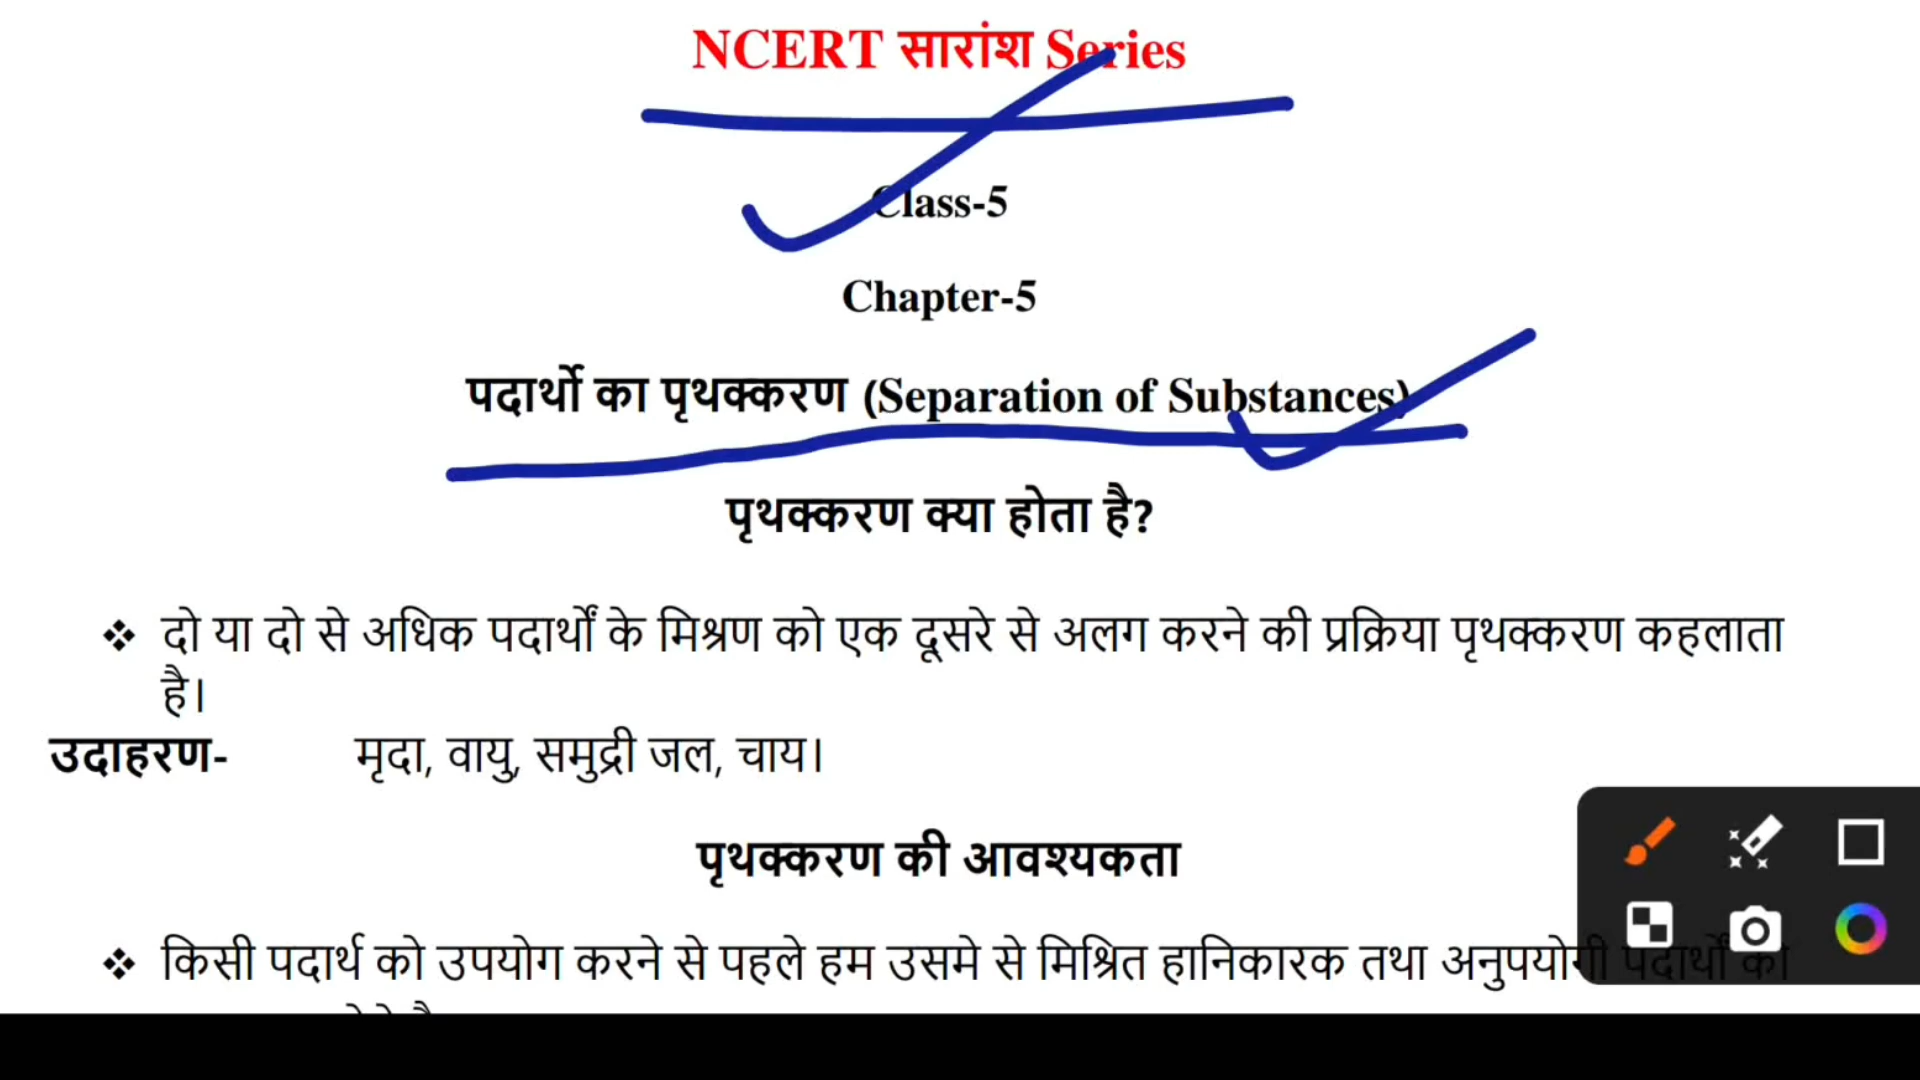 NCERT सारांश Series
Class-5
Chapter-5
पदार्थो का पृथक्करण (Separation of Substances)
पृथक्करण क्या होता है?
❖ दो या दो से अधिक पदार्थों के मिश्रण को एक दूसरे से अलग करने की प्रक्रिया पृथक्करण कहलाता
है।
उदाहरण- मृदा, वायु, समुद्री जल, चाय।
पृथक्करण की आवश्यकता
❖ किसी पदार्थ को उपयोग करने से पहले हम उसमे से मिश्रित हानिकारक तथा अनुपयोगी पदार्थों को